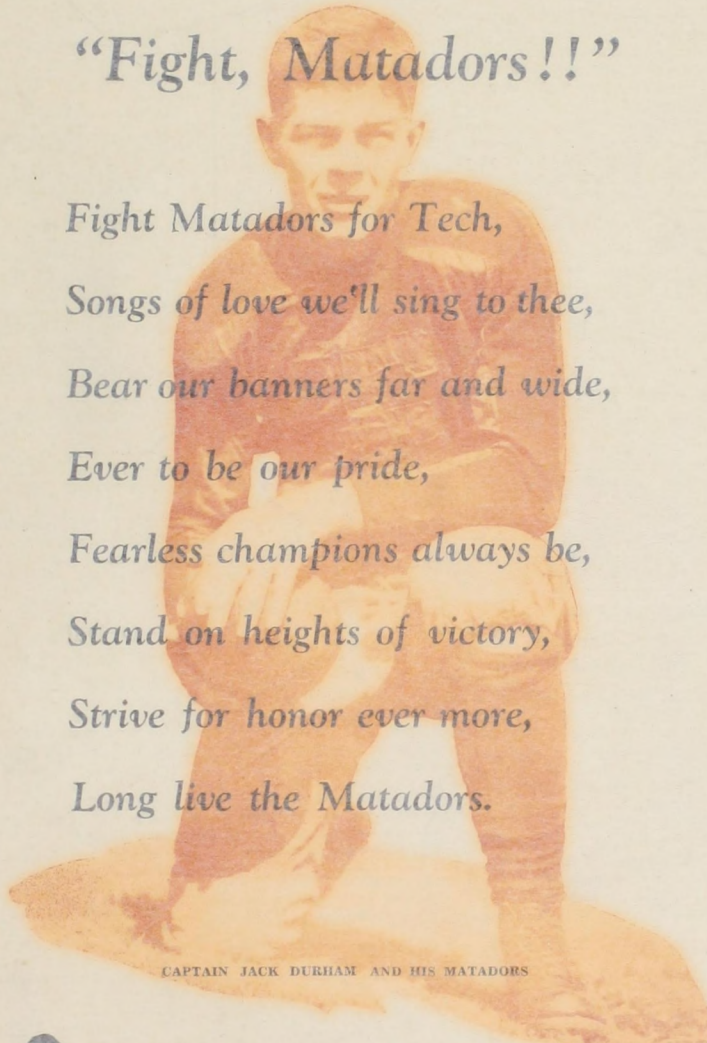 “Fight, Matadors!!”
Fight Matadors for Tech,
Songs of love we'll sing to thee,
Bear our banners far and wide,
Ever to be our pride,
Fearless champions always be,
Stand on heights of victory,
Strive for honor ever more,
Long live the Matadors.
CAPTAIN JACK DURHAM AND HIS MATADORS